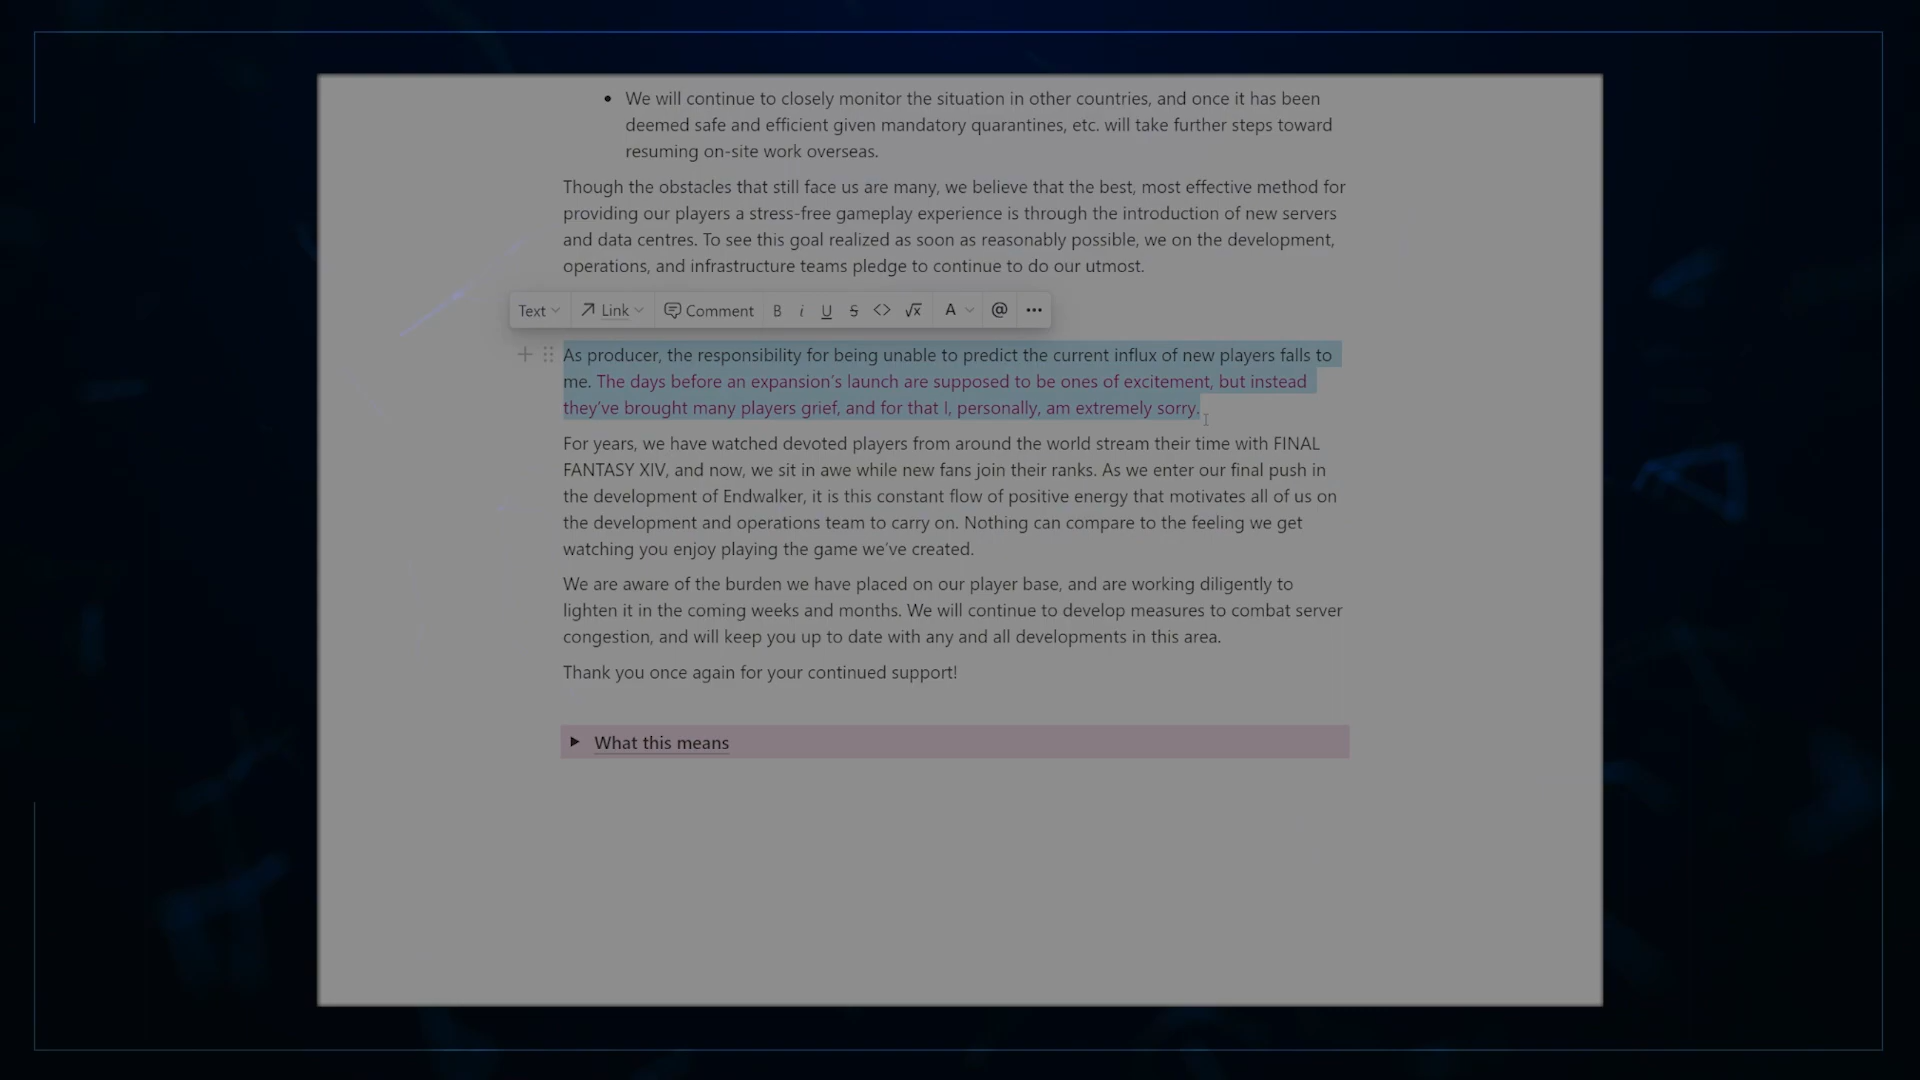 • We will continue to closely monitor the situation in other countries, and once it has been
deemed safe and efficient given mandatory quarantines, etc. will take further steps toward
resuming on-site work overseas.
Though the obstacles that still face us are many, we believe that the best, most effective method for
providing our players a stress-free gameplay experience is through the introduction of new servers
and data centres. To see this goal realized as soon as reasonably possible, we on the development,
operations, and infrastructure teams pledge to continue to do our utmost.
Text Link Comment B i U S <> √x A @ •••
As producer, the responsibility for being unable to predict the current influx of new players falls to
me. The days before an expansion’s launch are supposed to be ones of excitement, but instead
they’ve brought many players grief, and for that I, personally, am extremely sorry.
For years, we have watched devoted players from around the world stream their time with FINAL
FANTASY XIV, and now, we sit in awe while new fans join their ranks. As we enter our final push in
the development of Endwalker, it is this constant flow of positive energy that motivates all of us on
the development and operations team to carry on. Nothing can compare to the feeling we get
watching you enjoy playing the game we’ve created.
We are aware of the burden we have placed on our player base, and are working diligently to
lighten it in the coming weeks and months. We will continue to develop measures to combat server
congestion, and will keep you up to date with any and all developments in this area.
Thank you once again for your continued support!
What this means